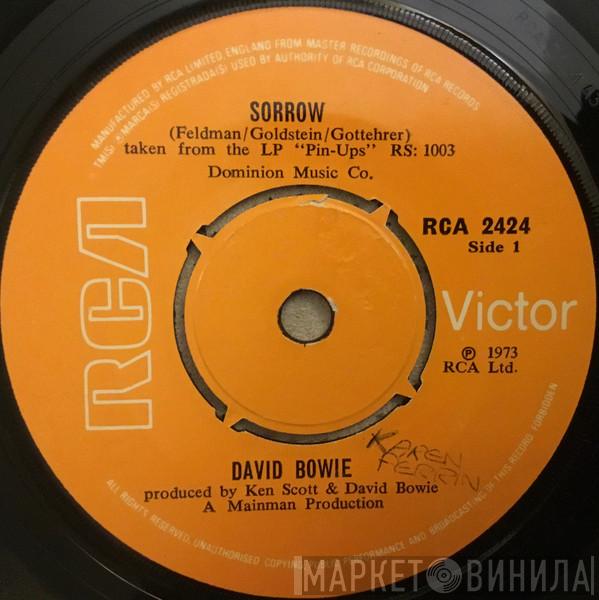 MANUFACTURED BY RCA LIMITED, ENGLAND FROM MASTER RECORDINGS OF RCA RECORDS
TM(S) ® MARCA(S) REGISTRADA(S) USED BY AUTHORITY OF RCA CORPORATION
SORROW
(Feldman/Goldstein/Gottehrer)
taken from the LP "Pin-Ups" RS: 1003
Dominion Music Co.
RCA 2424
Side 1
RCA
Victor
℗ 1973
RCA Ltd.
KAREN
DAVID BOWIE
produced by Ken Scott & David Bowie
A Mainman Production
ALL RIGHTS RESERVED. UNAUTHORISED COPYING, PUBLIC PERFORMANCE AND BROADCASTING OF THIS RECORD FORBIDDEN
МАРКЕТ ВИНИЛА